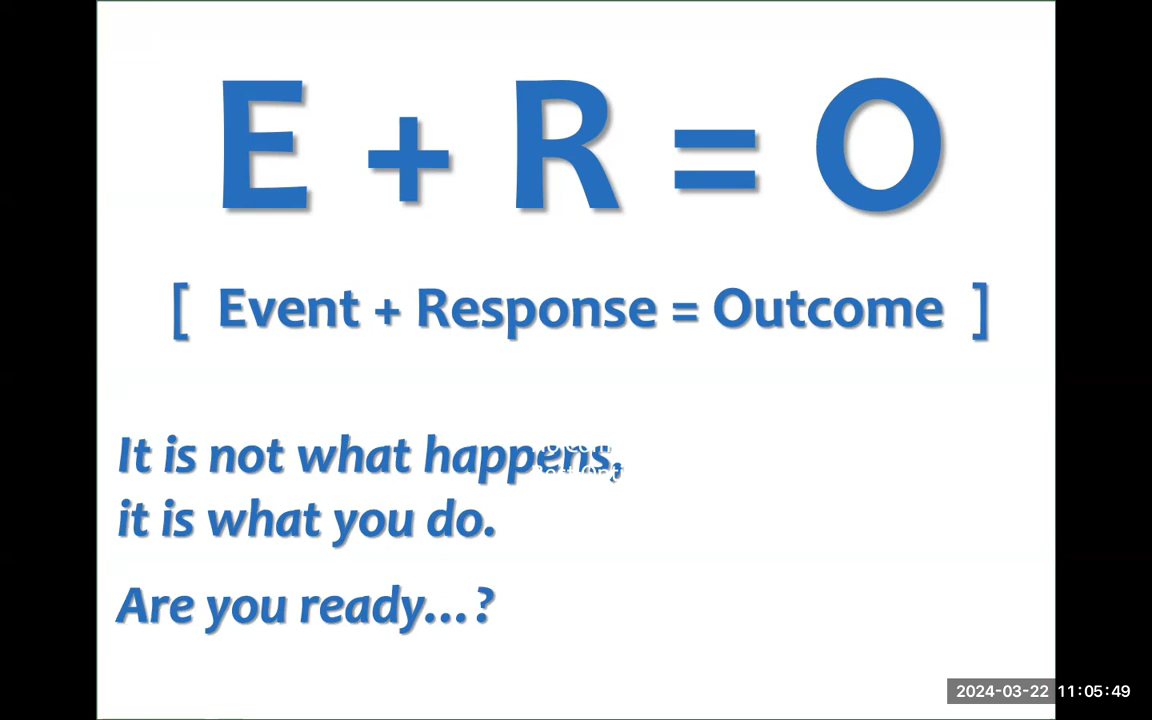 E + R = O
[ Event + Response = Outcome ]
It is not what happens,
it is what you do.
Are you ready...?
2024-03-22 11:05:49